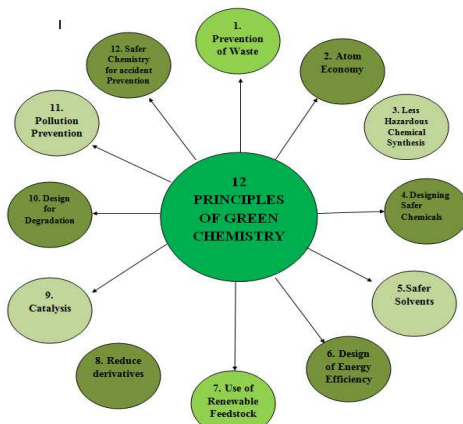 I
1.
Prevention
of Waste
2. Atom
Economy
3. Less
Hazardous
Chemical
Synthesis
4. Designing
Safer
Chemicals
5.Safer
Solvents
6. Design
of Energy
Efficiency
7. Use of
Renewable
Feedstock
8. Reduce
derivatives
9.
Catalysis
10. Design
for
Degradation
11.
Pollution
Prevention
12. Safer
Chemistry
for accident
Prevention
12
PRINCIPLES
OF GREEN
CHEMISTRY